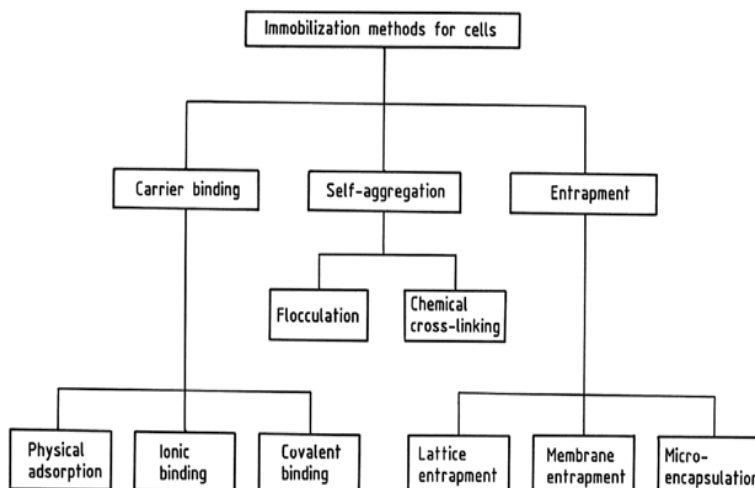 Immobilization methods for cells
Carrier binding
Self-aggregation
Entrapment
Flocculation
Chemical
cross-linking
Physical
adsorption
Ionic
binding
Covalent
binding
Lattice
entrapment
Membrane
entrapment
Micro-
encapsulation